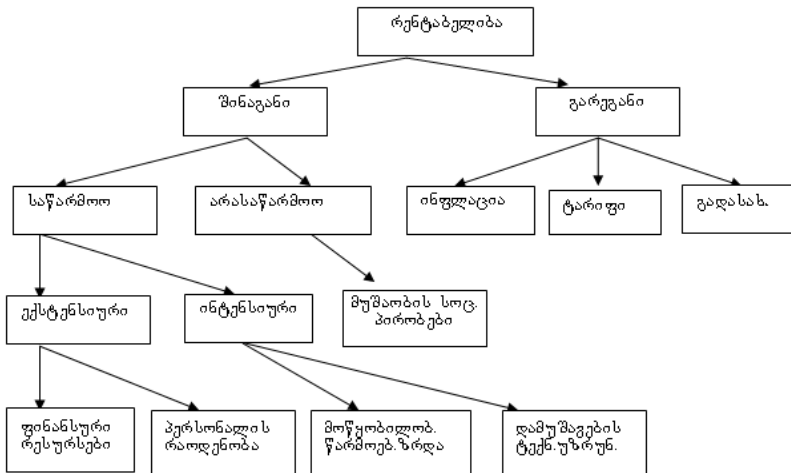 რენტაბელიბა
შინაგანი
გარეგანი
საწარმოო
არასაწარმოო
ინფლაცია
ტარიფი
გადასახ.
ექსტენსიური
ინტენსიური
მუშაობის სოც.
პირობები
ფინანსური
რესურსები
პერსონალის
რაოდენობა
მოწყობილობ.
წარმოებ.ზრდა
დამუშავების
ტექნ.უზრუნ.